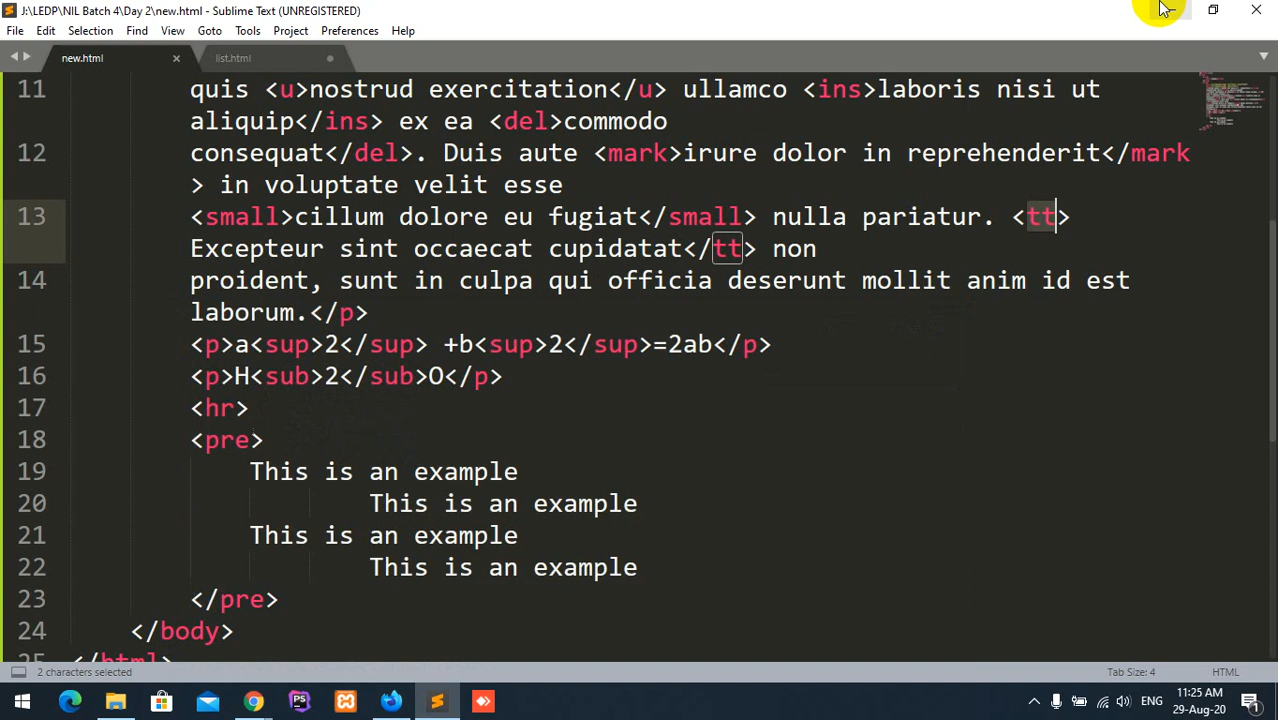 J:\LEDP\NIL Batch 4\Day 2\new.html - Sublime Text (UNREGISTERED)
File Edit Selection Find View Goto Tools Project Preferences Help
new.html list.html
11 quis <u>nostrud exercitation</u> ullamco <ins>laboris nisi ut
aliquip</ins> ex ea <del>commodo
12 consequat</del>. Duis aute <mark>irure dolor in reprehenderit</mark
> in voluptate velit esse
13 <small>cillum dolore eu fugiat</small> nulla pariatur. <tt>
Excepteur sint occaecat cupidatat</tt> non
14 proident, sunt in culpa qui officia deserunt mollit anim id est
laborum.</p>
15 <p>a<sup>2</sup> +b<sup>2</sup>=2ab</p>
16 <p>H<sub>2</sub>O</p>
17 <hr>
18 <pre>
19 This is an example
20 This is an example
21 This is an example
22 This is an example
23 </pre>
24 </body>
25 </html>
2 characters selected Tab Size: 4 HTML
ENG 11:25 AM
29-Aug-20